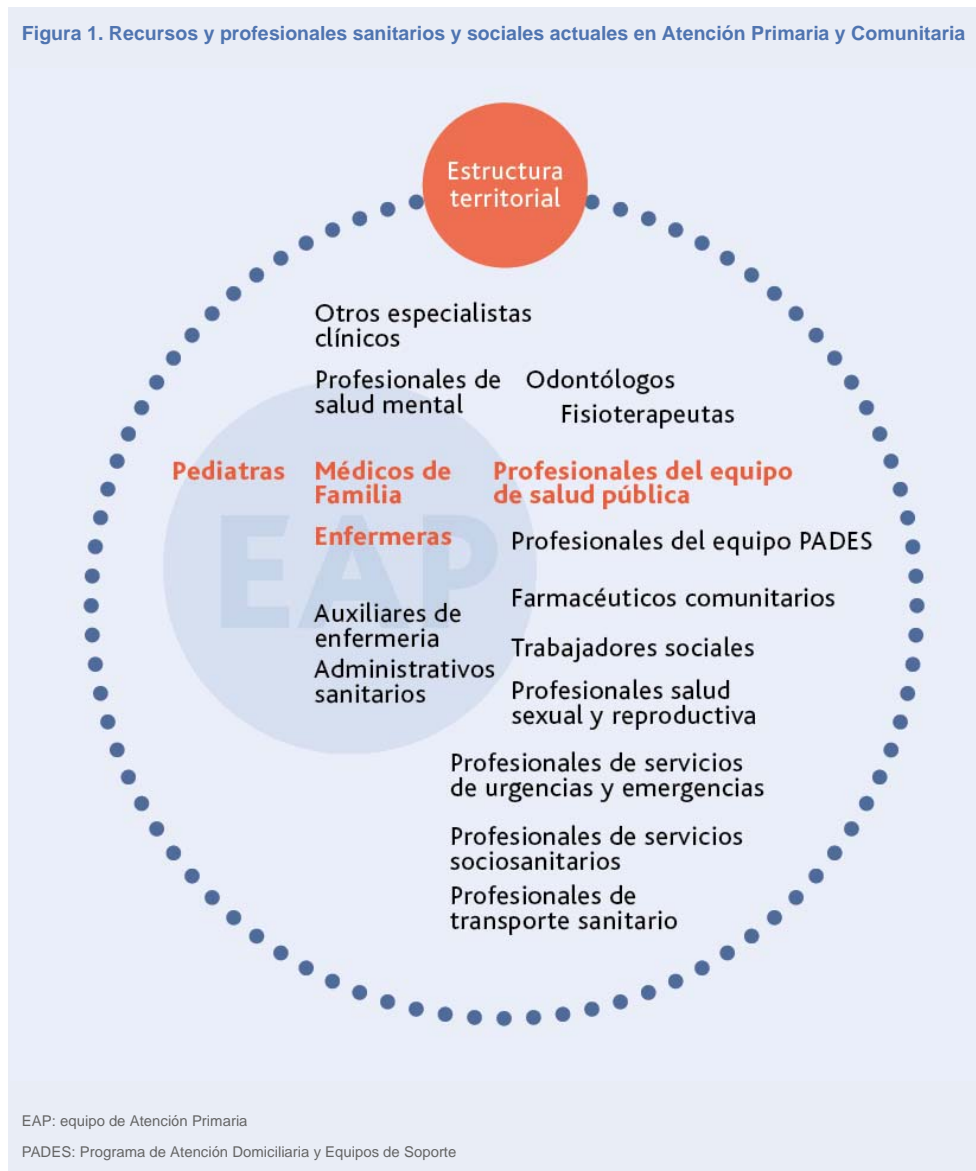 Figura 1. Recursos y profesionales sanitarios y sociales actuales en Atención Primaria y Comunitaria
Estructura
territorial
Otros especialistas
clínicos
Profesionales de
salud mental
Odontólogos
Fisioterapeutas
Pediatras
Médicos de
Familia
Profesionales del equipo
de salud pública
Enfermeras
EAP
Profesionales del equipo PADES
Farmacéuticos comunitarios
Auxiliares de
enfermeria
Trabajadores sociales
Administrativos
sanitarios
Profesionales salud
sexual y reproductiva
Profesionales de servicios
de urgencias y emergencias
Profesionales de servicios
sociosanitarios
Profesionales de
transporte sanitario
EAP: equipo de Atención Primaria
PADES: Programa de Atención Domiciliaria y Equipos de Soporte